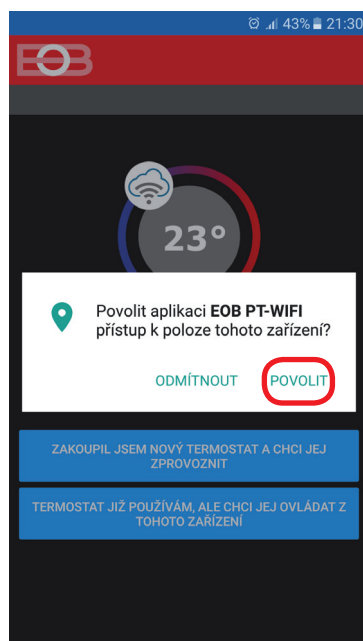 43% 21:30
EOB
23°
Povolit aplikaci EOB PT-WIFI
přístup k poloze tohoto zařízení?
ODMÍTNOUT POVOLIT
ZAKOUPIL JSEM NOVÝ TERMOSTAT A CHCI JEJ
ZPROVOZNIT
TERMOSTAT JIŽ POUŽÍVÁM, ALE CHCI JEJ OVLÁDAT Z
TOHOTO ZAŘÍZENÍ